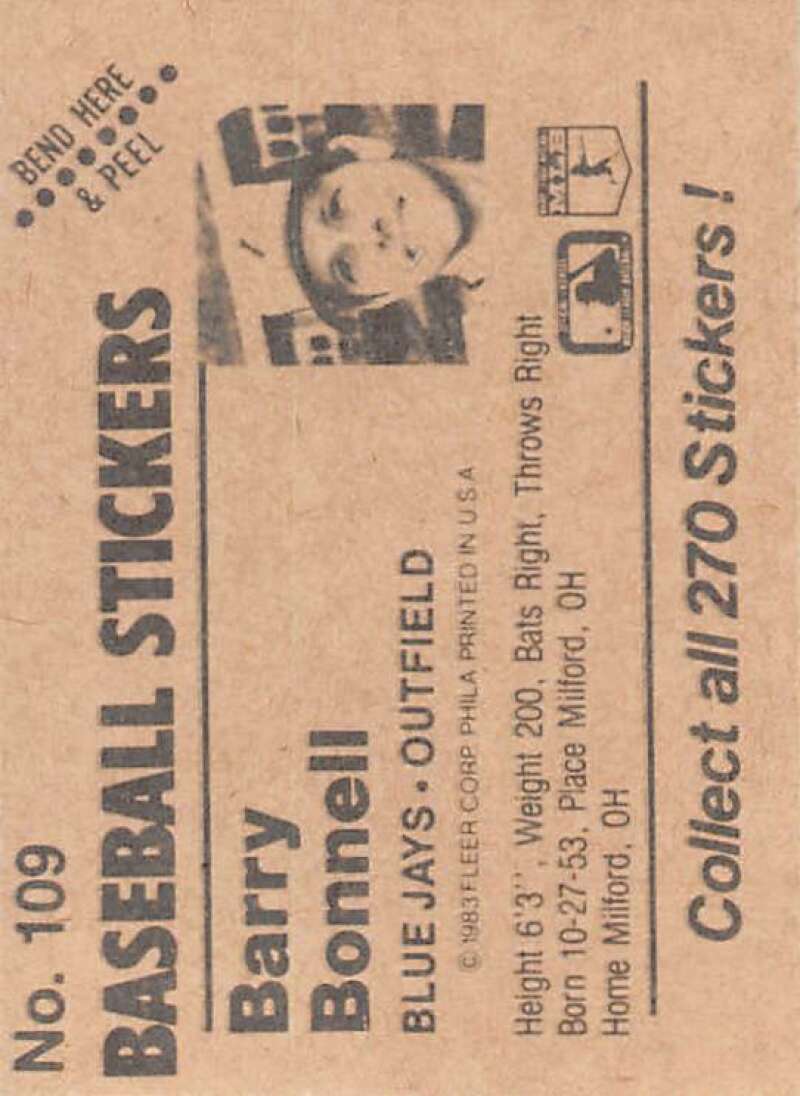 No. 109
BEND HERE
& PEEL
BASEBALL STICKERS
Barry
Bonnell
BLUE JAYS • OUTFIELD
© 1983 FLEER CORP PHILA PRINTED IN U S A
Height 6'3'', Weight 200, Bats Right, Throws Right
Born 10-27-53, Place Milford, OH
Home Milford, OH
Collect all 270 Stickers!